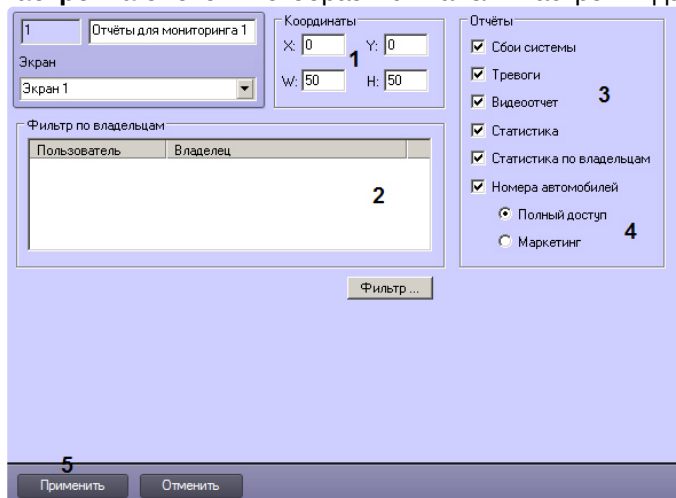 1
Отчёты для мониторинга 1
Экран
Экран 1
Координаты
X: 0 Y: 0
1
W: 50 H: 50
Отчёты
Сбои системы
Тревоги
Видеоотчет
3
Статистика
Статистика по владельцам
Номера автомобилей
Полный доступ
4
Маркетинг
Фильтр по владельцам
Пользователь Владелец
2
Фильтр ...
5
Применить Отменить